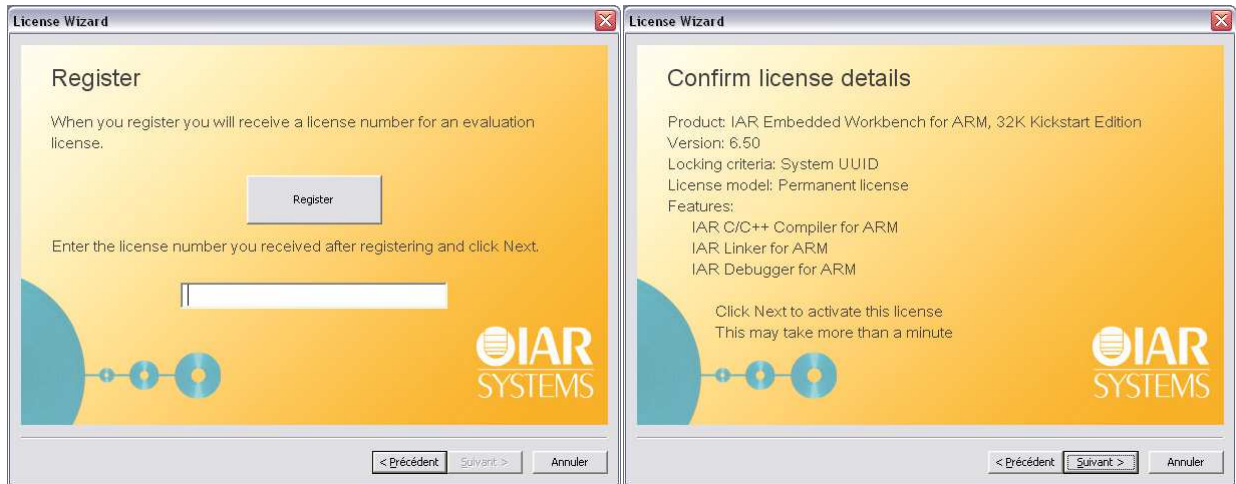 License Wizard
Register
When you register you will receive a license number for an evaluation
license.
Register
Enter the license number you received after registering and click Next.
IAR
SYSTEMS
< Précédent
Suivant >
Annuler
License Wizard
Confirm license details
Product: IAR Embedded Workbench for ARM, 32K Kickstart Edition
Version: 6.50
Locking criteria: System UUID
License model: Permanent license
Features:
IAR C/C++ Compiler for ARM
IAR Linker for ARM
IAR Debugger for ARM
Click Next to activate this license
This may take more than a minute
IAR
SYSTEMS
< Précédent
Suivant >
Annuler